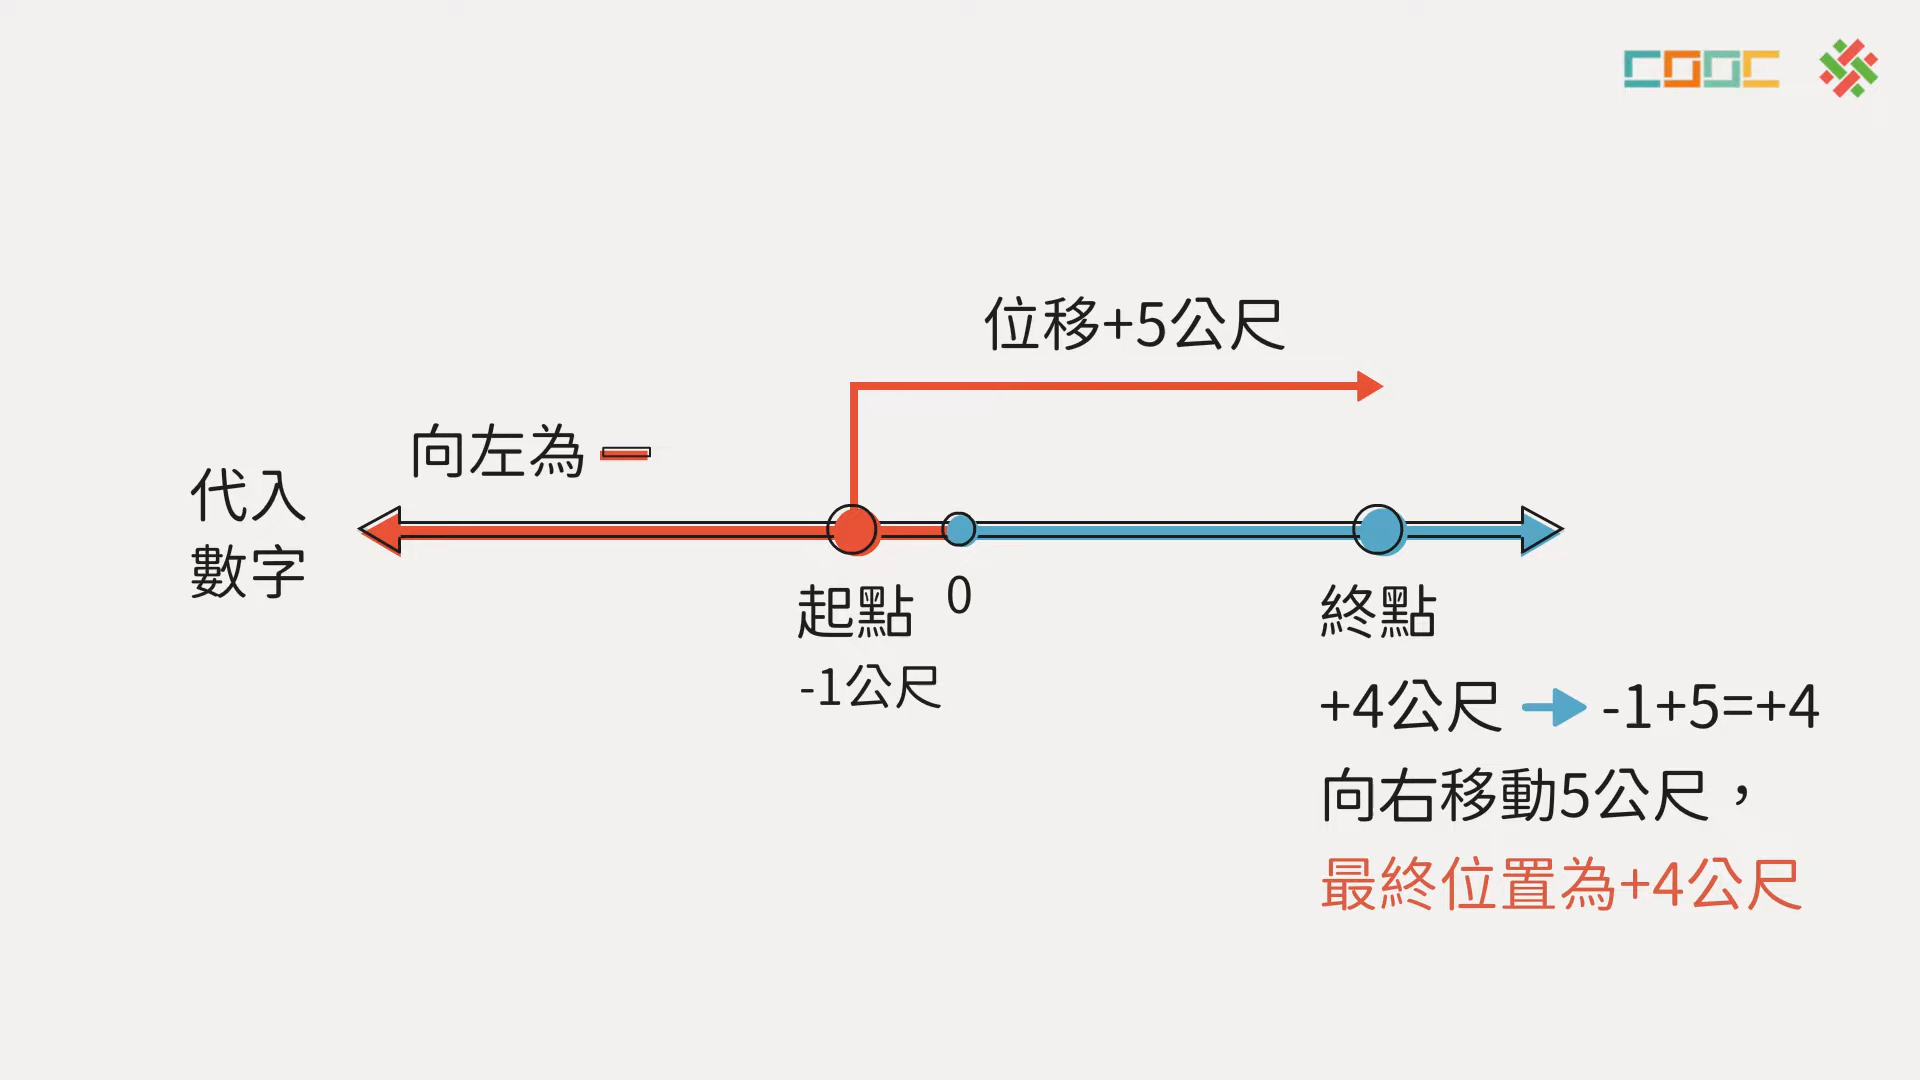 COOC
位移+5公尺
向左為 －
代入
數字
起點
0
終點
-1公尺
+4公尺 → -1+5=+4
向右移動5公尺，
最終位置為+4公尺